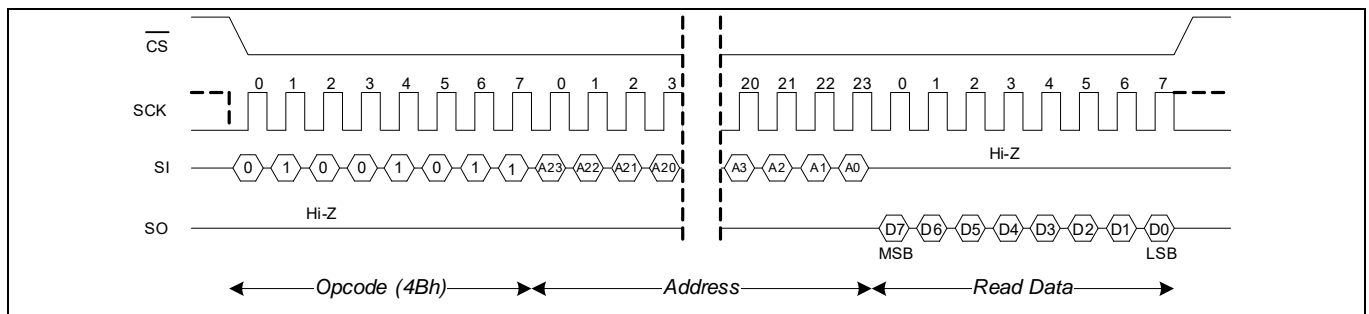 CS
0 1 2 3 4 5 6 7 0 1 2 3 20 21 22 23 0 1 2 3 4 5 6 7
SCK
Hi-Z
SI 0 1 0 0 1 0 1 1 A23 A22 A21 A20 A3 A2 A1 A0
Hi-Z
SO D7 D6 D5 D4 D3 D2 D1 D0
MSB LSB
Opcode (4Bh) Address Read Data